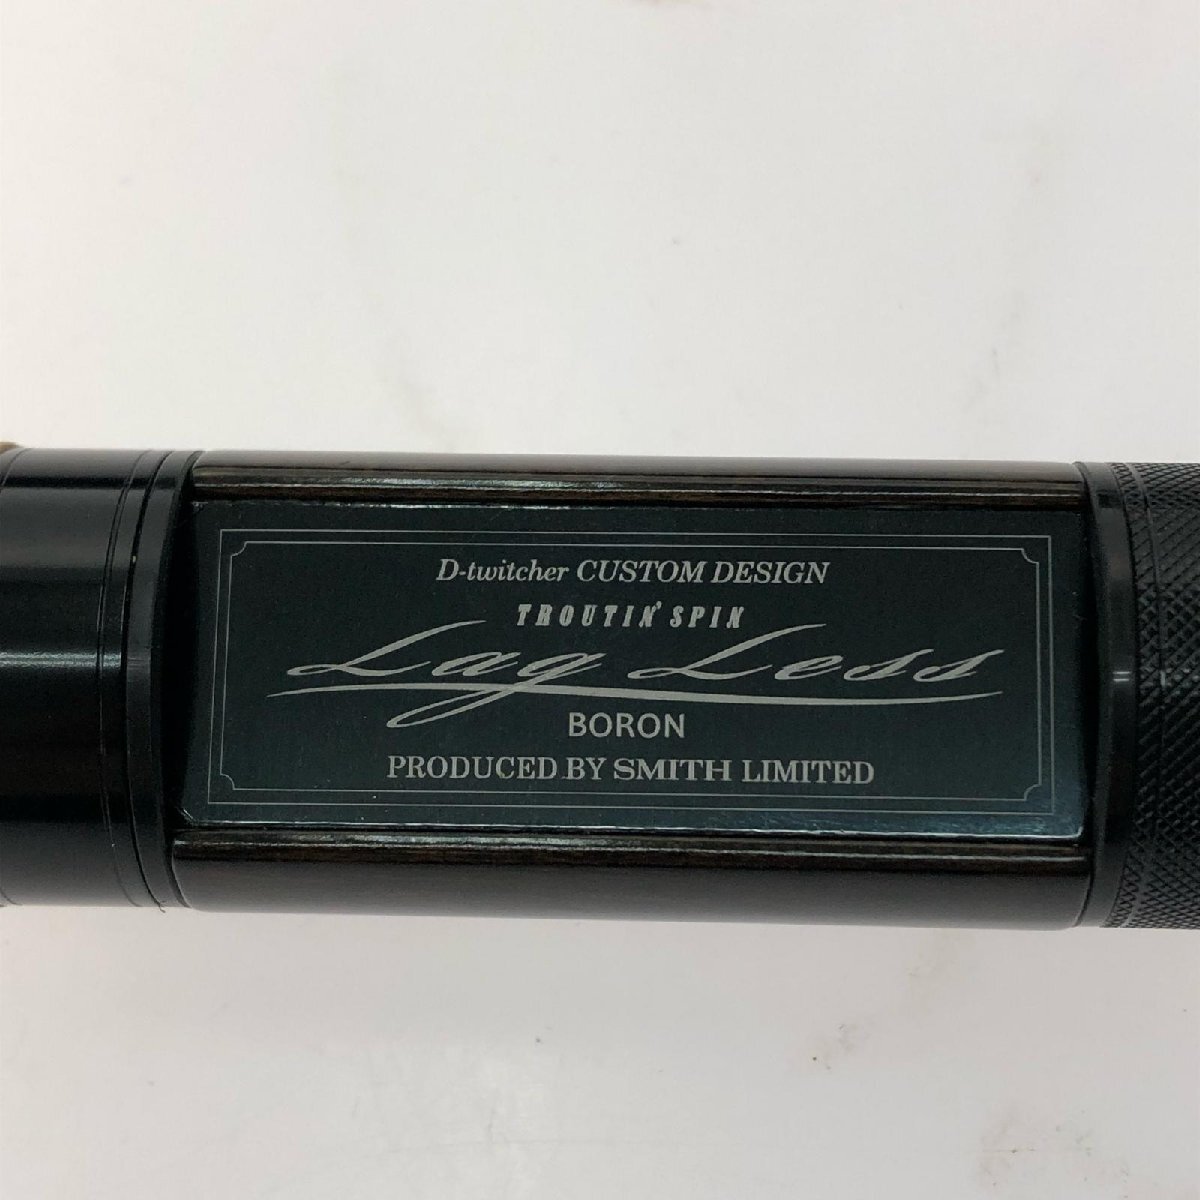 D-twitcher CUSTOM DESIGN
TROUTIN' SPIN
Lag Less
BORON
PRODUCED BY SMITH LIMITED